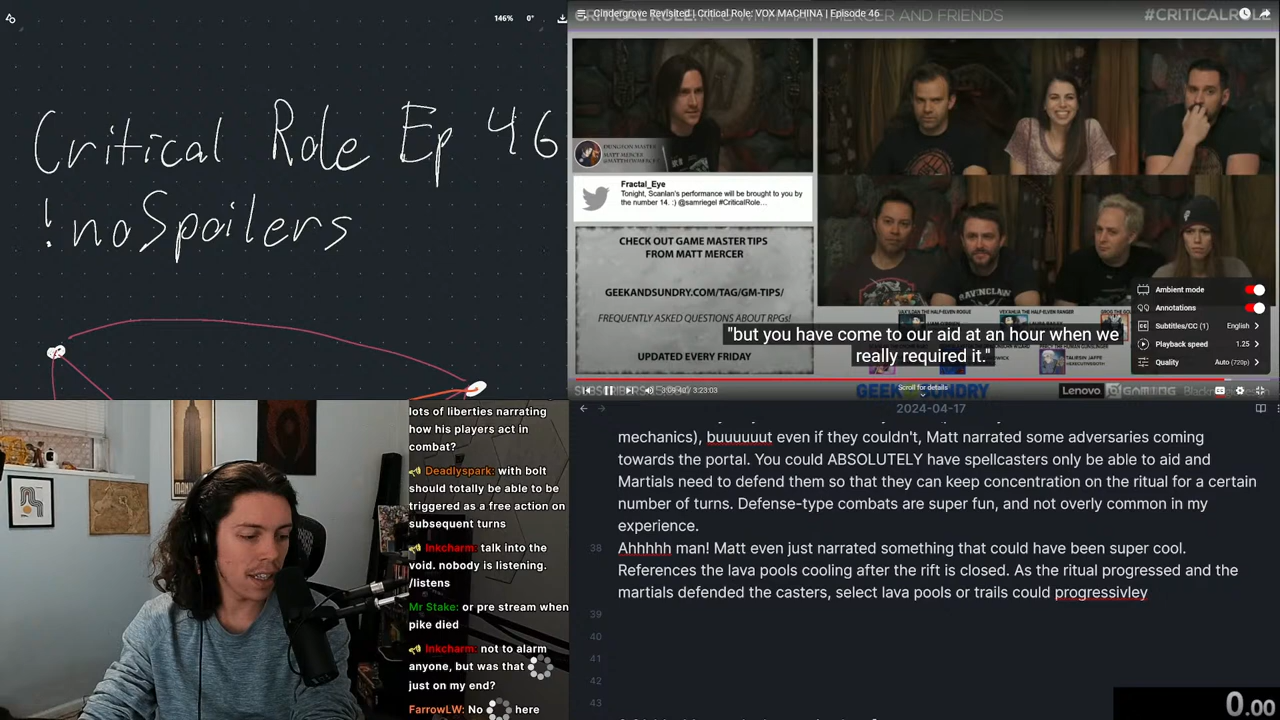 146% 0°
Critical Role Ep 46
!noSpoilers
Cindergrove Revisited | Critical Role: VOX MACHINA | Episode 46
#CRITICALROLE
DUNGEON MASTER
MATT MERCER
@MATTHEWMERCER
Fractal_Eye
Tonight, Scanlan's performance will be brought to you by
the number 14. :) @samriegel #CriticalRole...
CHECK OUT GAME MASTER TIPS
FROM MATT MERCER
GEEKANDSUNDRY.COM/TAG/GM-TIPS/
FREQUENTLY ASKED QUESTIONS ABOUT RPGs!
UPDATED EVERY FRIDAY
RAVENCLAW
Ambient mode
Annotations
Subtitles/CC (1) English
Playback speed 1.25
Quality Auto (720p)
"but you have come to our aid at an hour when we
really required it."
3:23:03
Scroll for details
GEEK & SUNDRY
Lenovo
GAMING
lots of liberties narrating
how his players act in
combat?
Deadlyspark: with bolt
should totally be able to be
triggered as a free action on
subsequent turns
Inkcharm: talk into the
void. nobody is listening.
/listens
Mr Stake: or pre stream when
pike died
Inkcharm: not to alarm
anyone, but was that
just on my end?
FarrowLW: No here
2024-04-17
mechanics), buuuuuut even if they couldn't, Matt narrated some adversaries coming
towards the portal. You could ABSOLUTELY have spellcasters only be able to aid and
Martials need to defend them so that they can keep concentration on the ritual for a certain
number of turns. Defense-type combats are super fun, and not overly common in my
experience.
38 Ahhhhh man! Matt even just narrated something that could have been super cool.
References the lava pools cooling after the rift is closed. As the ritual progressed and the
martials defended the casters, select lava pools or trails could progressivley
39
40
41
42
43
0.00